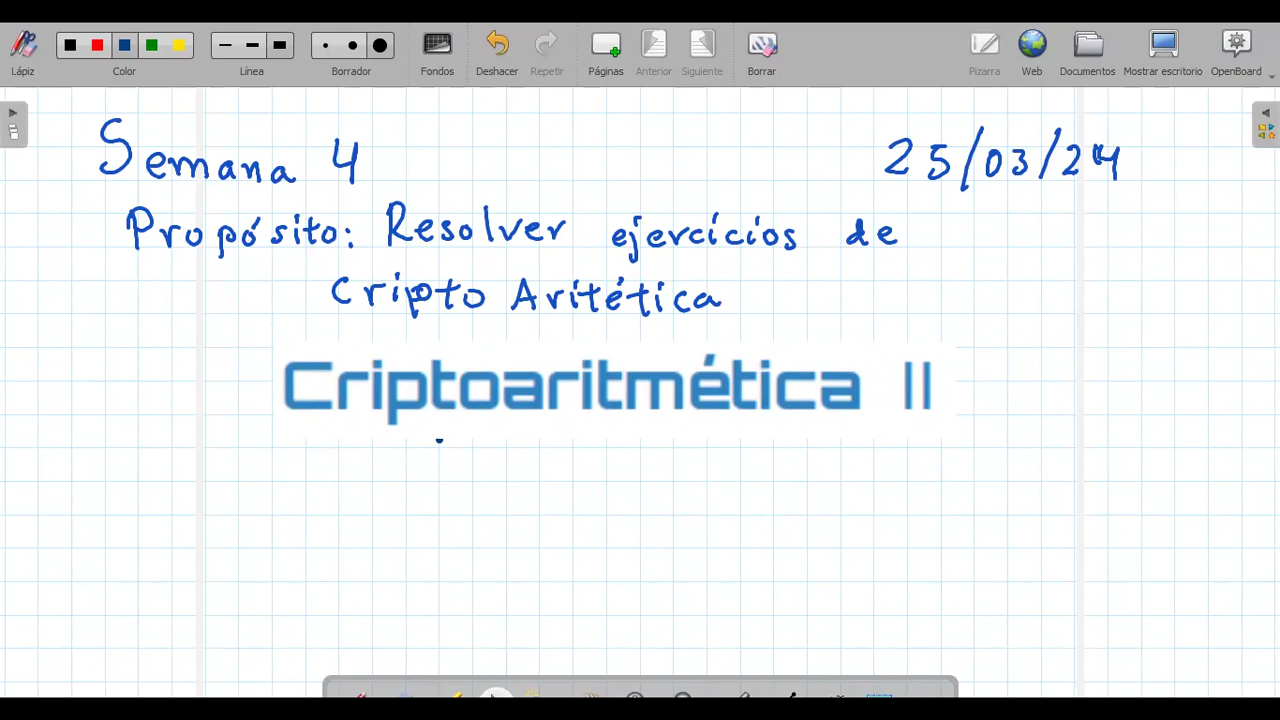 Lápiz Color Línea Borrador Fondos Deshacer Repetir Páginas Anterior Siguiente Borrar Pizarra Web Documentos Mostrar escritorio OpenBoard
Semana 4 25/03/24
Propósito: Resolver ejercicios de
Cripto Aritética
Criptoaritmética II